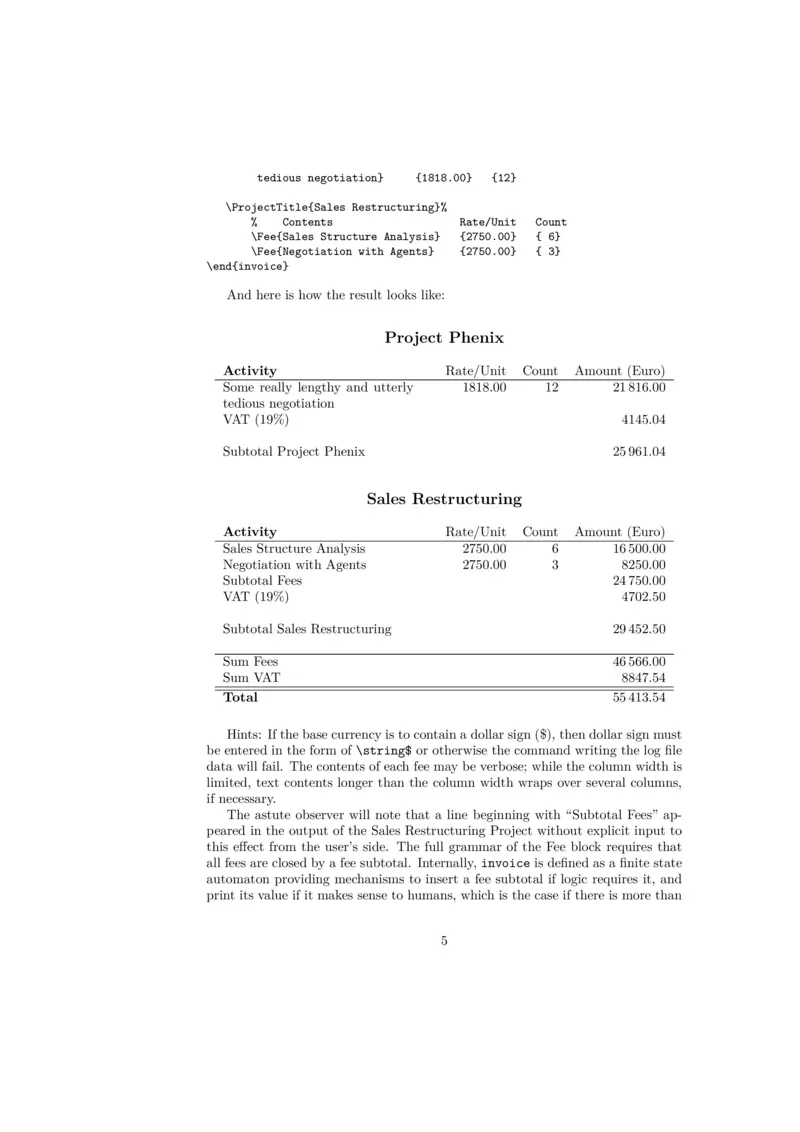 tedious negotiation} {1818.00} {12}
\ProjectTitle{Sales Restructuring}%
% Contents Rate/Unit Count
\Fee{Sales Structure Analysis} {2750.00} { 6}
\Fee{Negotiation with Agents} {2750.00} { 3}
\end{invoice}
And here is how the result looks like:
Project Phenix
Activity Rate/Unit Count Amount (Euro)
Some really lengthy and utterly 1818.00 12 21 816.00
tedious negotiation
VAT (19%) 4145.04
Subtotal Project Phenix 25 961.04
Sales Restructuring
Activity Rate/Unit Count Amount (Euro)
Sales Structure Analysis 2750.00 6 16 500.00
Negotiation with Agents 2750.00 3 8250.00
Subtotal Fees 24 750.00
VAT (19%) 4702.50
Subtotal Sales Restructuring 29 452.50
Sum Fees 46 566.00
Sum VAT 8847.54
Total 55 413.54
Hints: If the base currency is to contain a dollar sign ($), then dollar sign must
be entered in the form of \string$ or otherwise the command writing the log file
data will fail. The contents of each fee may be verbose; while the column width is
limited, text contents longer than the column width wraps over several columns,
if necessary.
The astute observer will note that a line beginning with “Subtotal Fees” ap-
peared in the output of the Sales Restructuring Project without explicit input to
this effect from the user’s side. The full grammar of the Fee block requires that
all fees are closed by a fee subtotal. Internally, invoice is defined as a finite state
automaton providing mechanisms to insert a fee subtotal if logic requires it, and
print its value if it makes sense to humans, which is the case if there is more than
5